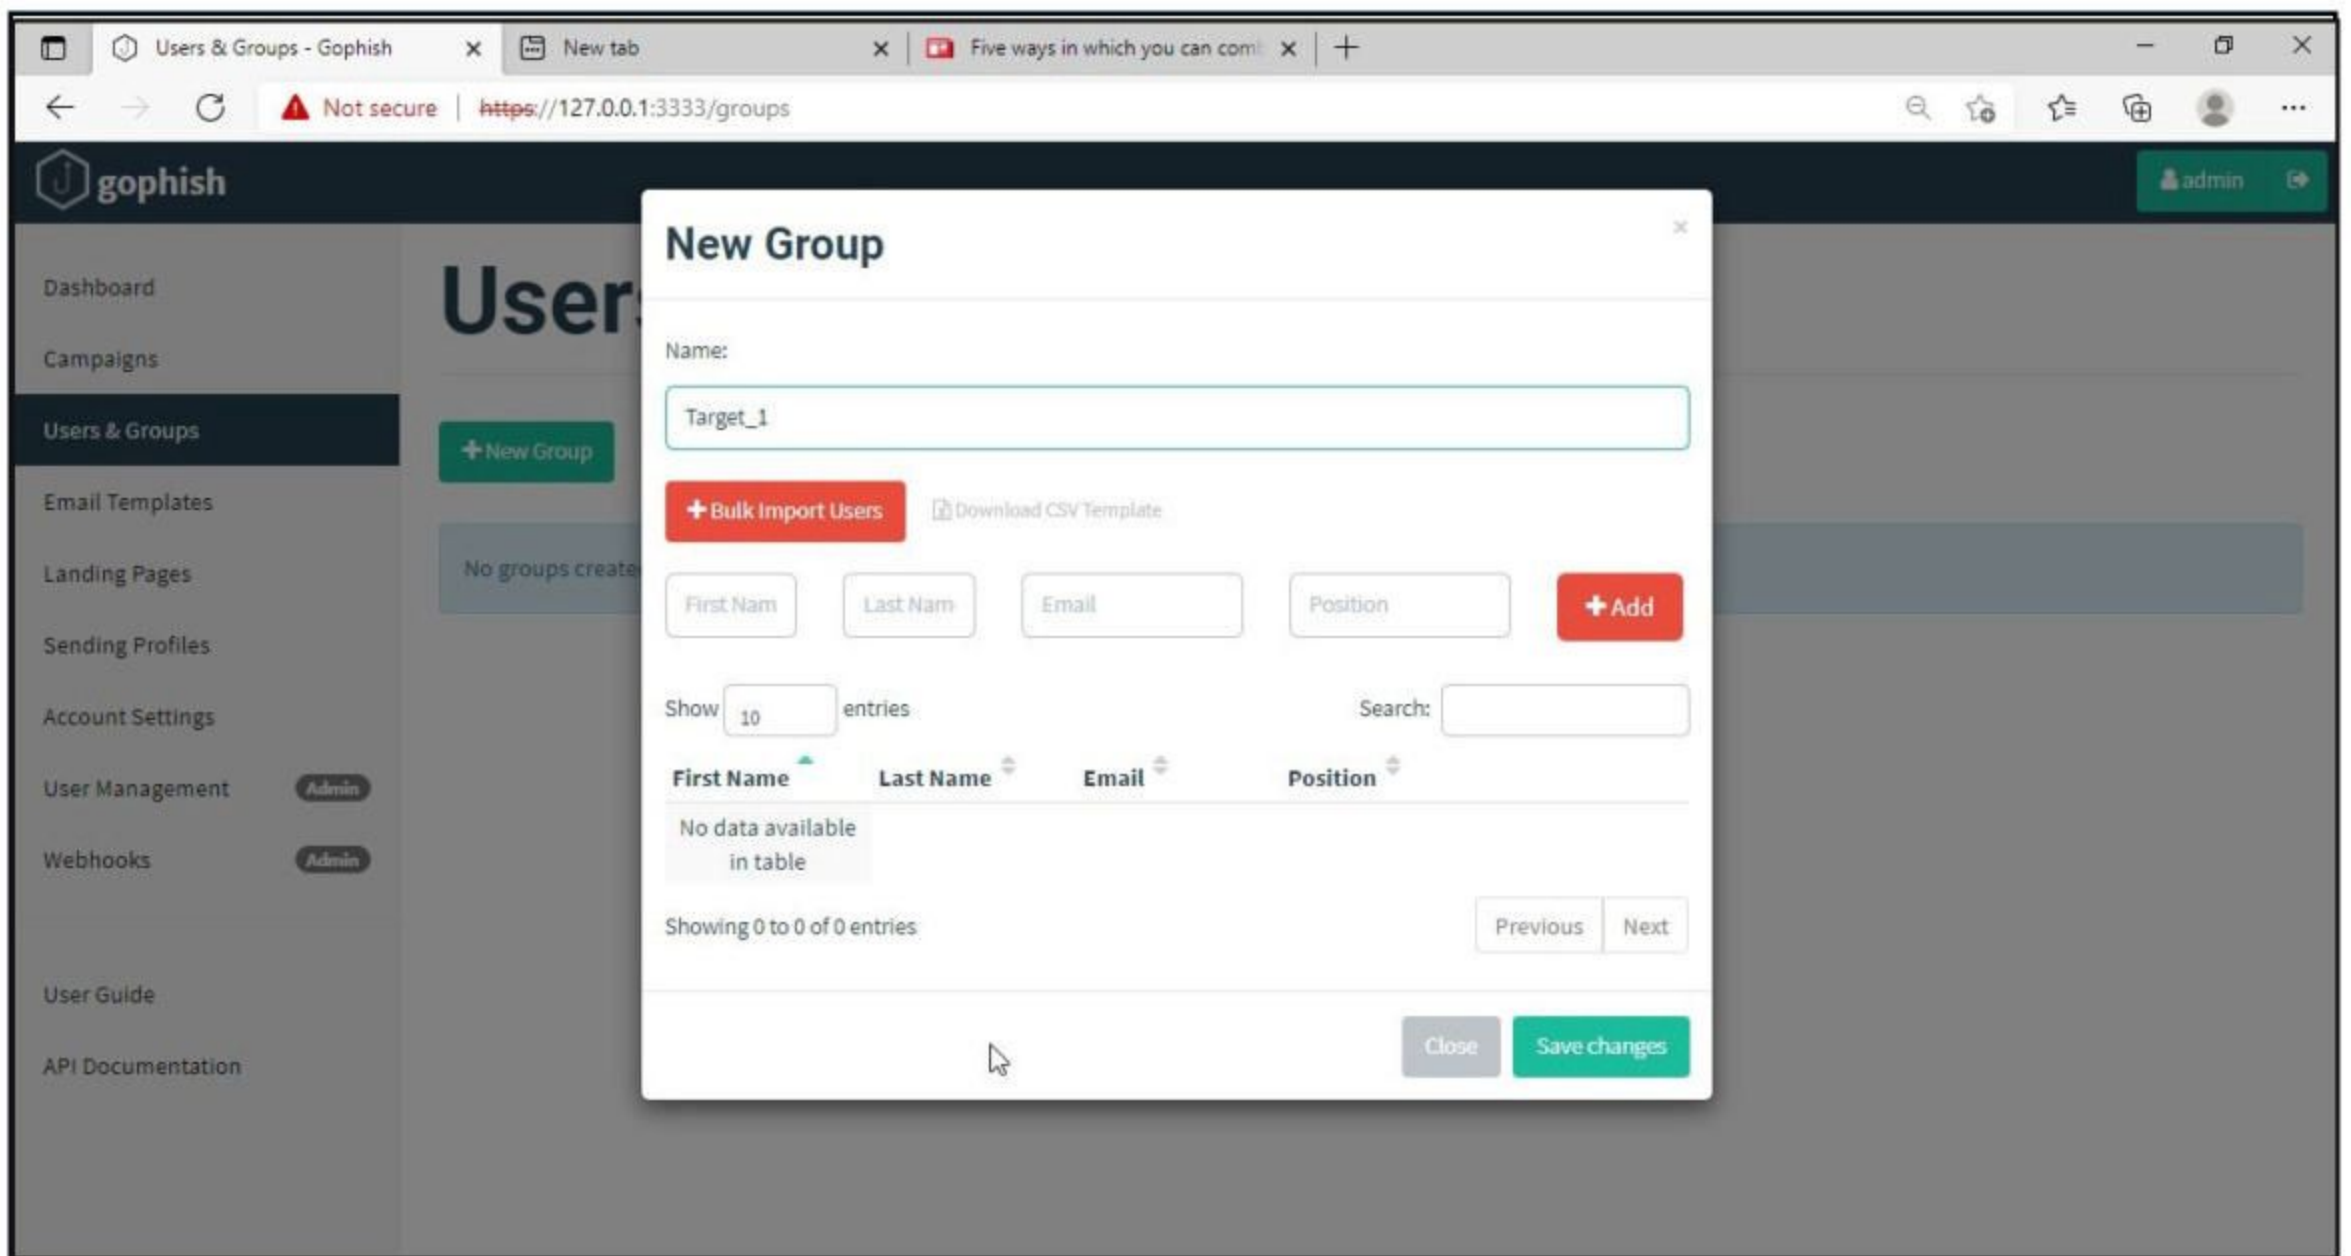 Users & Groups - Gophish
New tab
Five ways in which you can com
Not secure
https://127.0.0.1:3333/groups
gophish
admin
New Group
Dashboard
Users
Campaigns
Name:
Target_1
Users & Groups
New Group
Email Templates
Bulk Import Users
Download CSV Template
Landing Pages
No groups create
First Nam
Last Nam
Email
Position
Add
Sending Profiles
Account Settings
Show 10 entries
Search:
User Management Admin
First Name
Last Name
Email
Position
Webhooks Admin
No data available
in table
Showing 0 to 0 of 0 entries
Previous
Next
User Guide
Close
Save changes
API Documentation